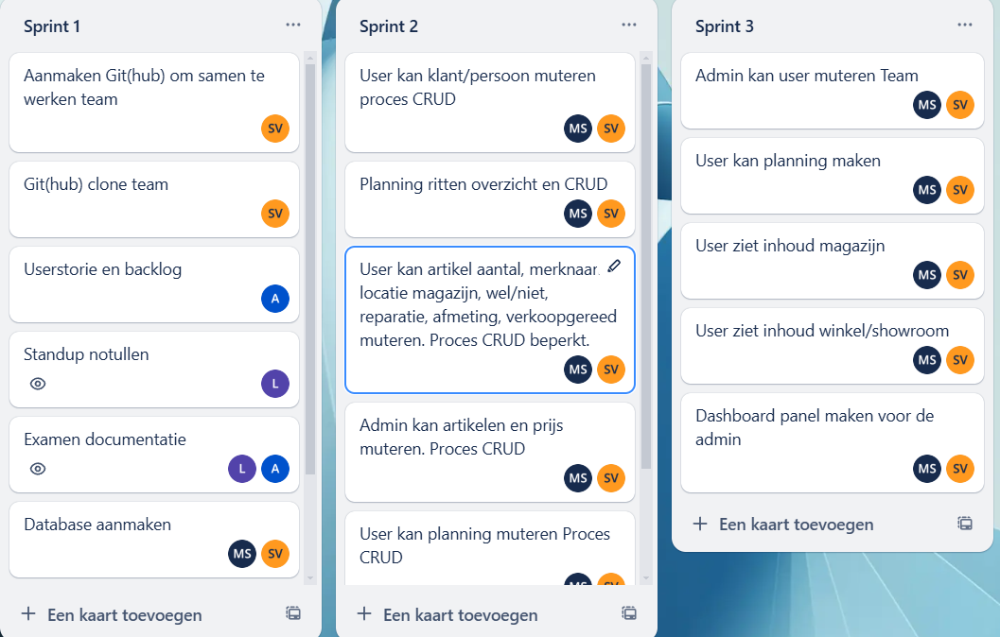 Sprint 1
Aanmaken Git(hub) om samen te
werken team
SV
Git(hub) clone team
SV
Userstorie en backlog
A
Standup notullen
L
Examen documentatie
L A
Database aanmaken
MS SV
Een kaart toevoegen
Sprint 2
User kan klant/persoon muteren
proces CRUD
MS SV
Planning ritten overzicht en CRUD
MS SV
User kan artikel aantal,
locatie magazijn, wel/niet,
reparatie, afmeting, verkoopgereed
muteren. Proces CRUD beperkt.
MS SV
Admin kan artikelen en prijs
muteren. Proces CRUD
MS SV
User kan planning muteren Proces
CRUD
MS SV
Een kaart toevoegen
Sprint 3
Admin kan user muteren Team
MS SV
User kan planning maken
MS SV
User ziet inhoud magazijn
MS SV
User ziet inhoud winkel/showroom
MS SV
Dashboard panel maken voor de
admin
MS SV
Een kaart toevoegen